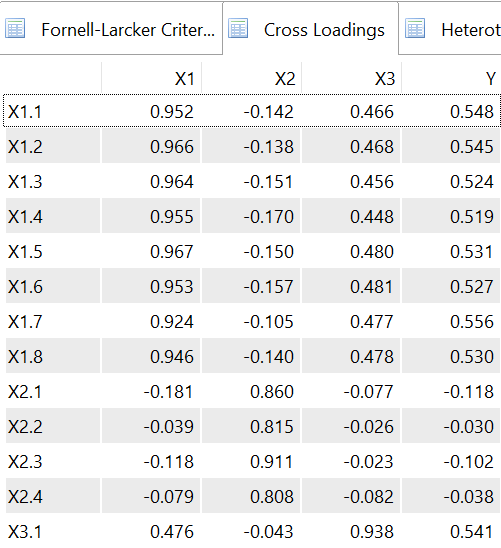 Fornell-Larcker Criter... Cross Loadings Heterot
X1 X2 X3 Y
X1.1 0.952 -0.142 0.466 0.548
X1.2 0.966 -0.138 0.468 0.545
X1.3 0.964 -0.151 0.456 0.524
X1.4 0.955 -0.170 0.448 0.519
X1.5 0.967 -0.150 0.480 0.531
X1.6 0.953 -0.157 0.481 0.527
X1.7 0.924 -0.105 0.477 0.556
X1.8 0.946 -0.140 0.478 0.530
X2.1 -0.181 0.860 -0.077 -0.118
X2.2 -0.039 0.815 -0.026 -0.030
X2.3 -0.118 0.911 -0.023 -0.102
X2.4 -0.079 0.808 -0.082 -0.038
X3.1 0.476 -0.043 0.938 0.541